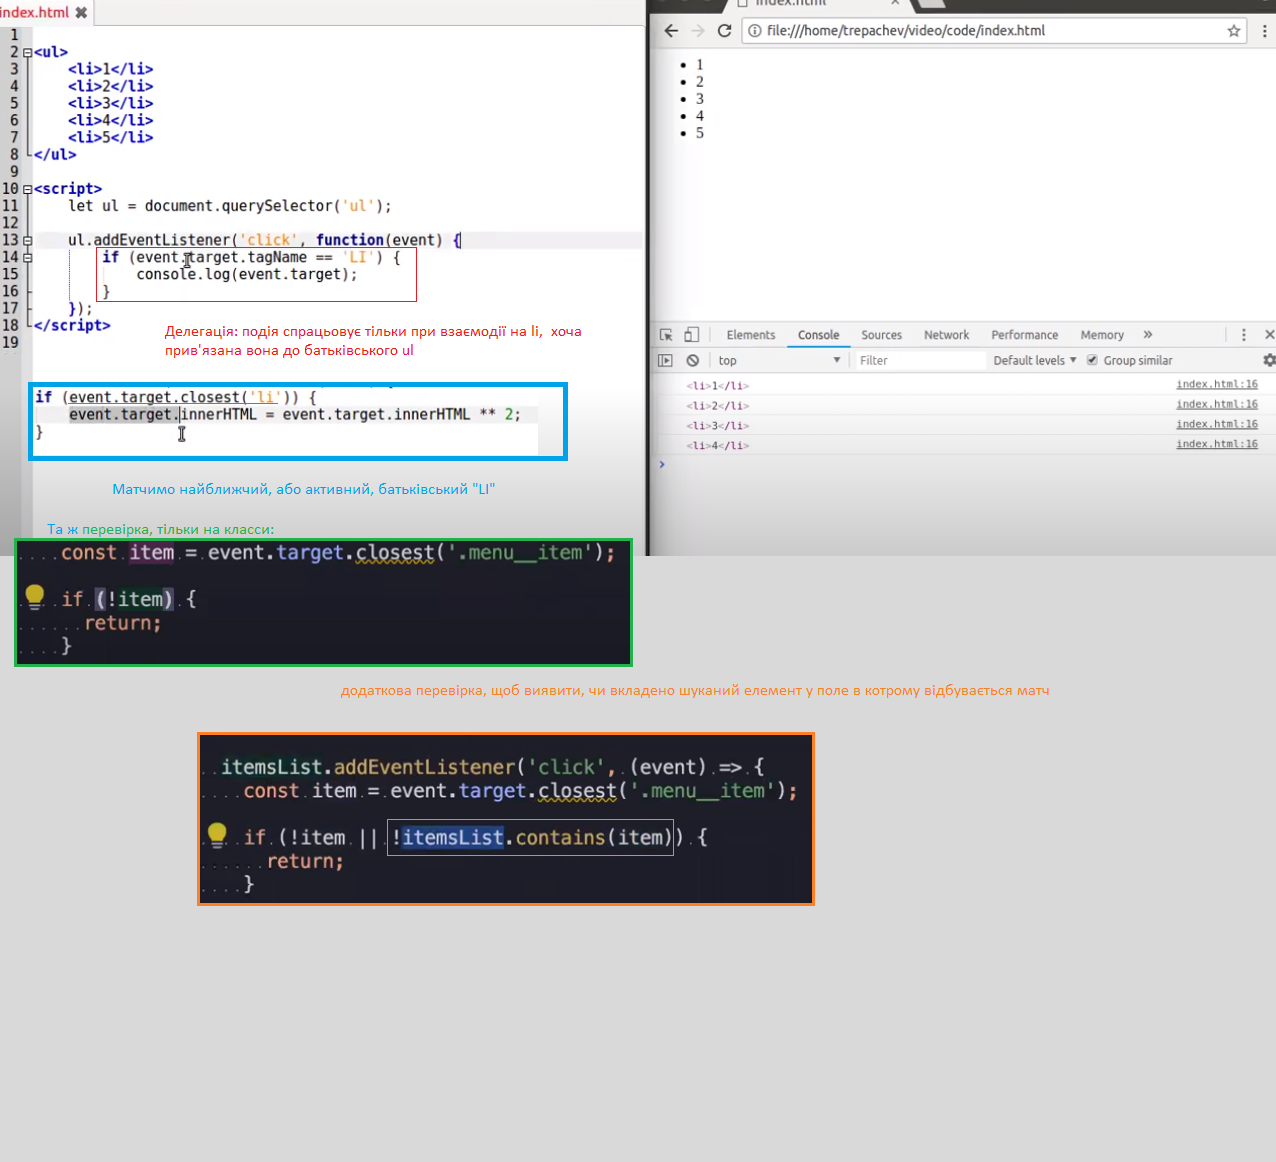 index.html ✖
1
2 <ul>
3 <li>1</li>
4 <li>2</li>
5 <li>3</li>
6 <li>4</li>
7 <li>5</li>
8 </ul>
9
10 <script>
11 let ul = document.querySelector('ul');
12
13 ul.addEventListener('click', function(event) {
14 if (event.target.tagName == 'LI') {
15 console.log(event.target);
16 }
17 });
18 </script>
19
Делегація: подія спрацьовує тільки при взаємодії на li, хоча
прив'язана вона до батьківського ul
if (event.target.closest('li')) {
event.target.innerHTML = event.target.innerHTML ** 2;
}
Матчимо найближчий, або активний, батьківський "LI"
Та ж перевірка, тільки на класси:
const item = event.target.closest('.menu__item');
if (!item) {
return;
}
додаткова перевірка, щоб виявити, чи вкладено шуканий елемент у поле в котрому відбувається матч
itemsList.addEventListener('click', (event) => {
const item = event.target.closest('.menu__item');
if (!item || !itemsList.contains(item)) {
return;
}
index.html
file:///home/trepachev/video/code/index.html
• 1
• 2
• 3
• 4
• 5
Elements Console Sources Network Performance Memory »
top Filter Default levels ▼ Group similar
<li>1</li> index.html:16
<li>2</li> index.html:16
<li>3</li> index.html:16
<li>4</li> index.html:16
>